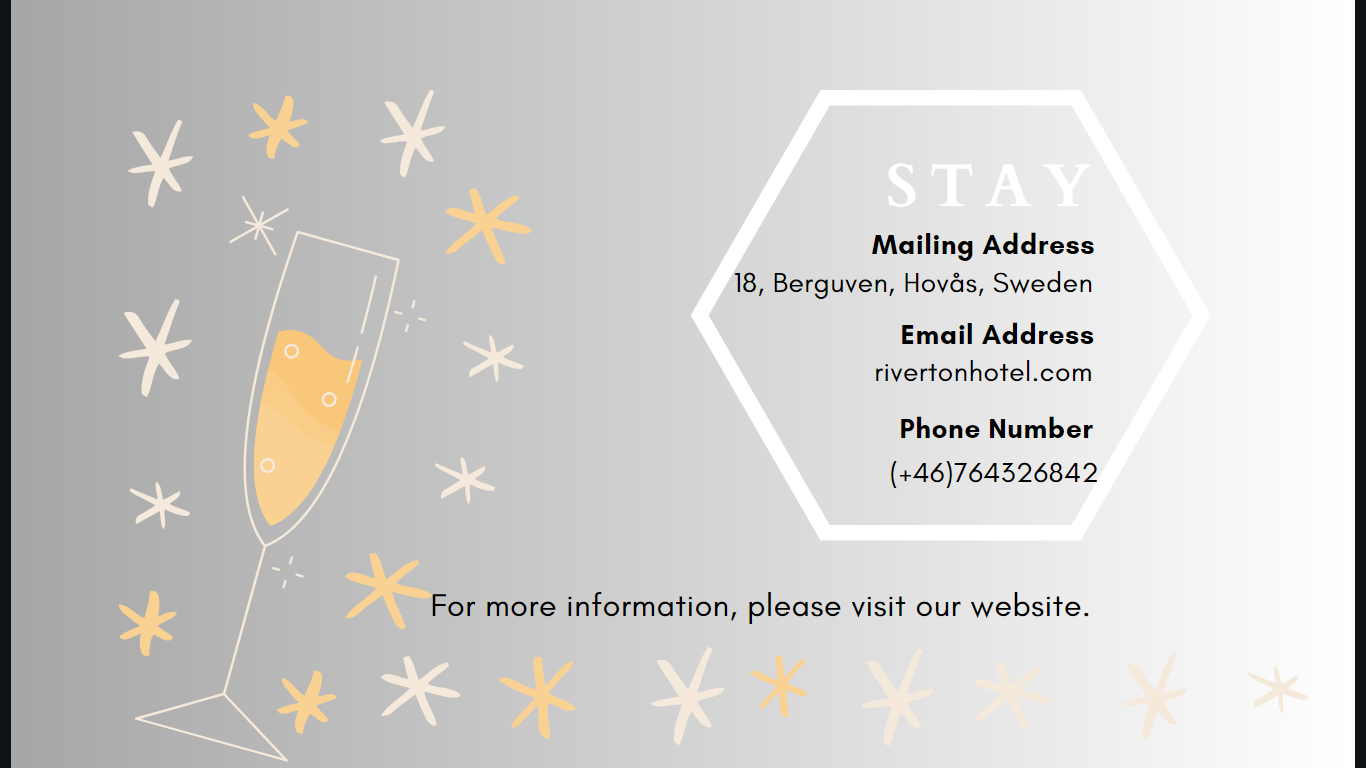 STAY
Mailing Address
18, Berguven, Hovås, Sweden
Email Address
rivertonhotel.com
Phone Number
(+46)764326842
For more information, please visit our website.